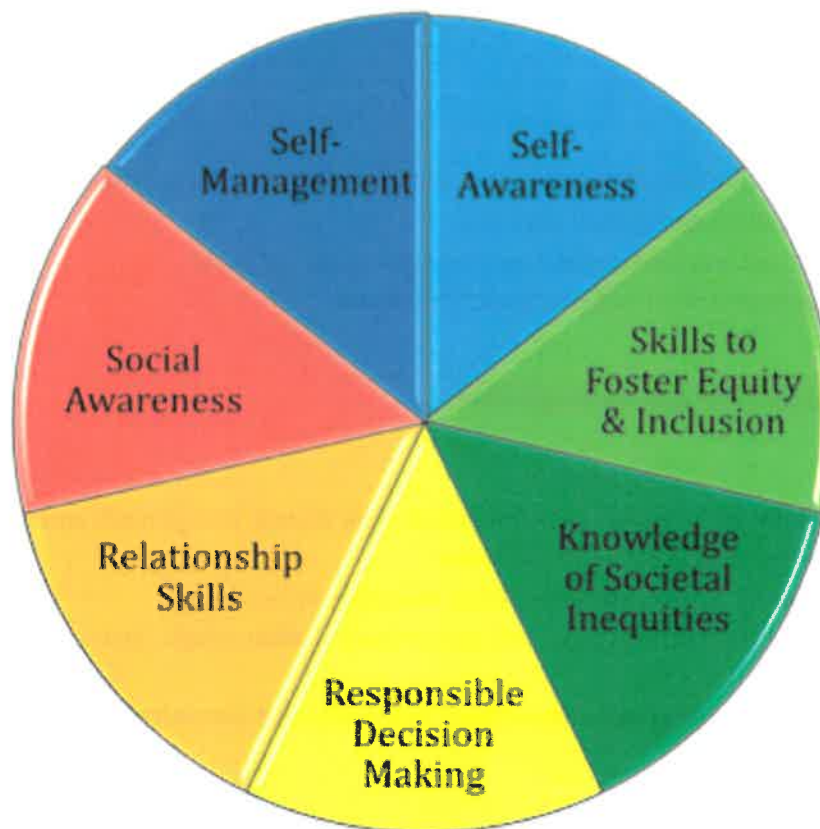 Self-
Management
Self-
Awareness
Skills to
Foster Equity
& Inclusion
Knowledge
of Societal
Inequities
Responsible
Decision
Making
Relationship
Skills
Social
Awareness